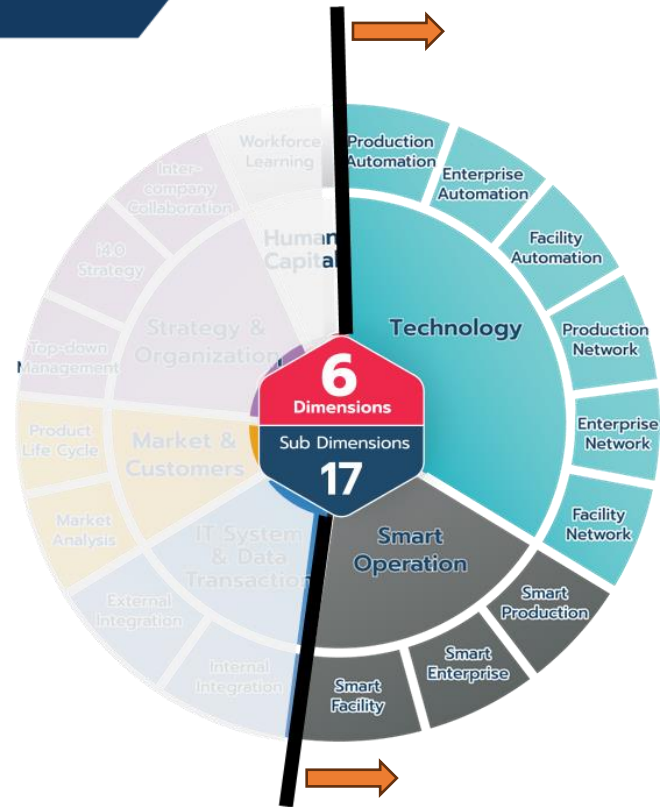 Workforce
Learning
Production
Automation
Enterprise
Automation
Facility
Automation
Production
Network
Enterprise
Network
Facility
Network
Smart
Production
Smart
Enterprise
Smart
Facility
Internal
Integration
External
Integration
Market
Analysis
Product
Life Cycle
Top-down
Management
i4.0
Strategy
Inter-
company
Collaboration
Human
Capital
Technology
Smart
Operation
IT System
& Data
Transaction
Market &
Customers
Strategy &
Organization
6
Dimensions
Sub Dimensions
17